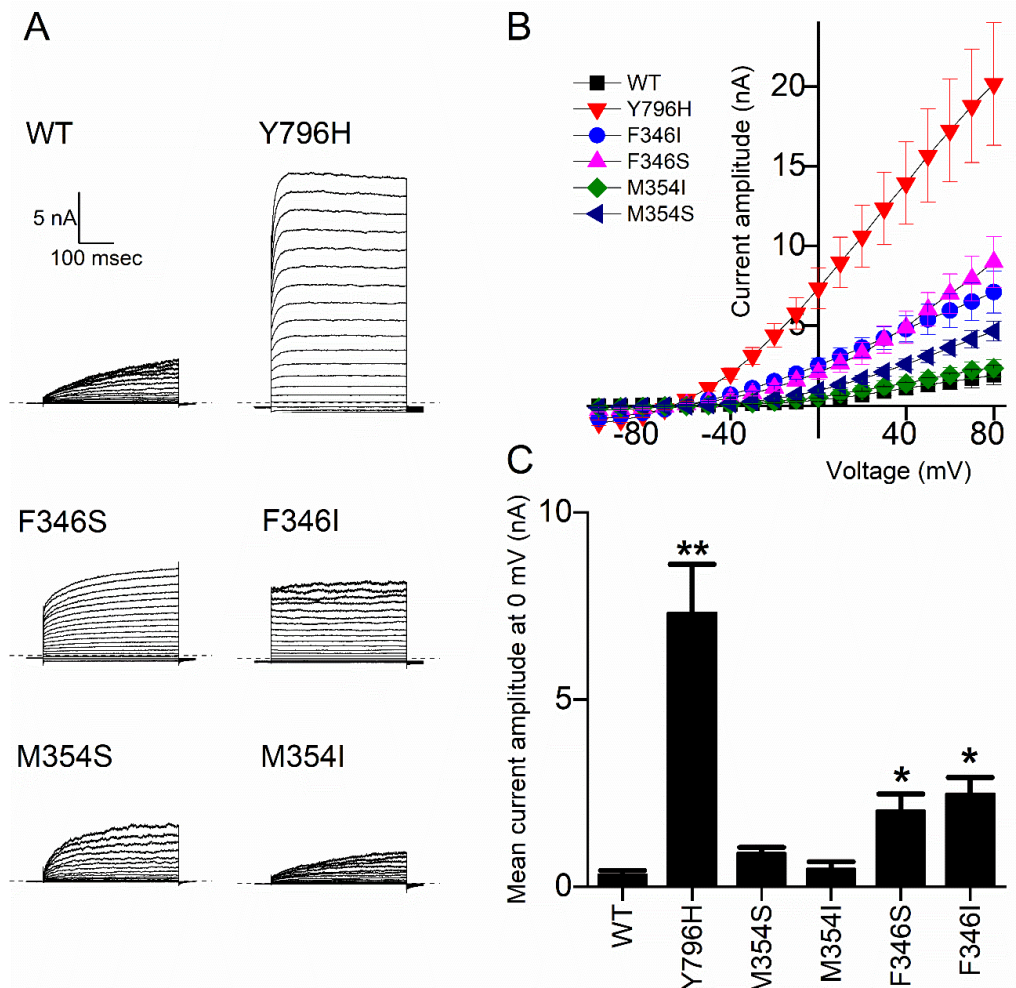 A
WT
Y796H
5 nA
100 msec
F346S
F346I
M354S
M354I
B
WT
Y796H
F346I
F346S
M354I
M354S
Current amplitude (nA)
20
15
10
5
-80
-40
40
80
Voltage (mV)
C
Mean current amplitude at 0 mV (nA)
10
5
0
**
*
*
WT
Y796H
M354S
M354I
F346S
F346I